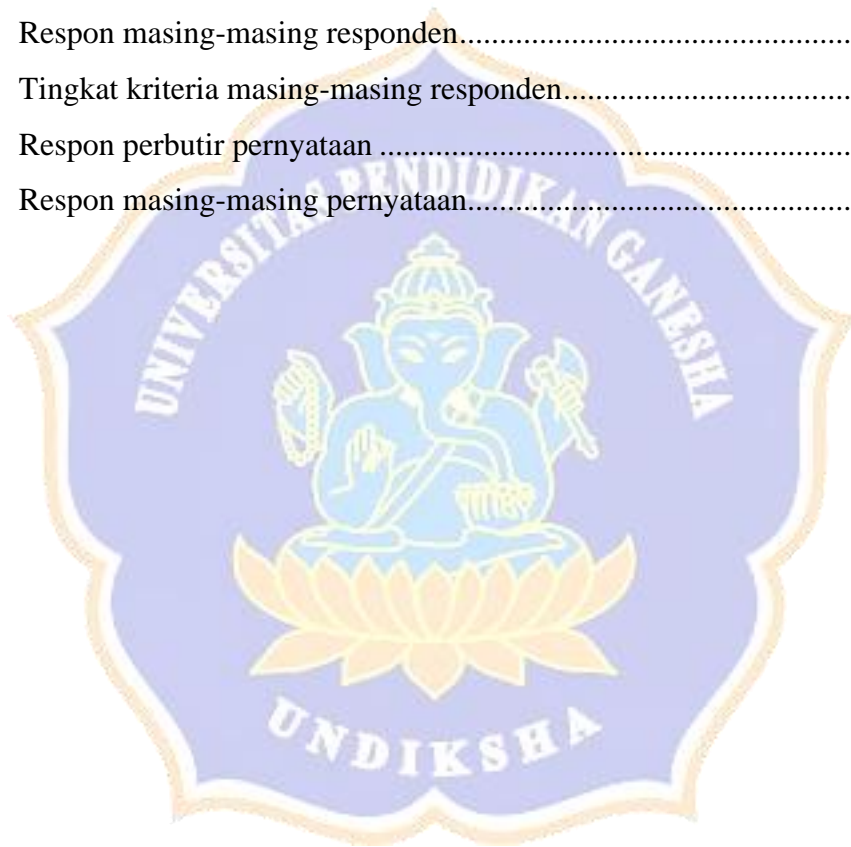 Respon masing-masing responden.................................................
Tingkat kriteria masing-masing responden....................................
Respon perbutir pernyataan ...........................................................
Respon masing-masing pernyataan................................................
UNIVERSITAS PENDIDIKAN GANESHA
UNDIKSHA